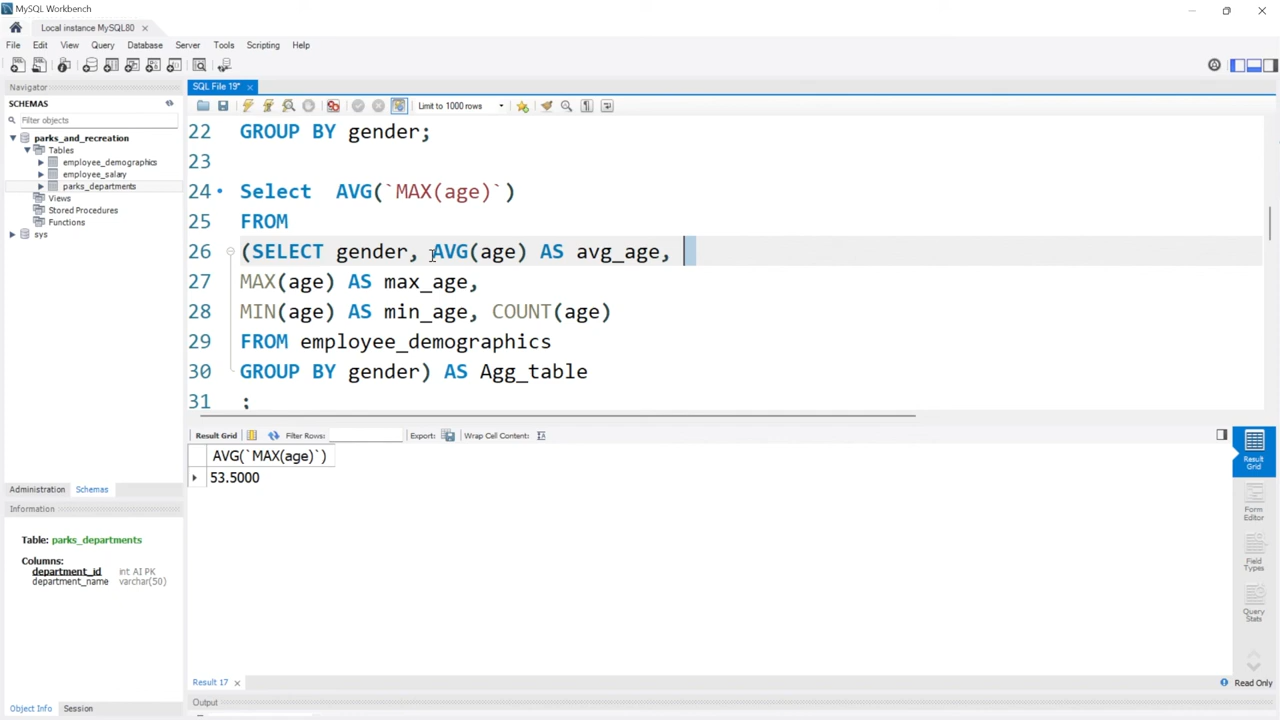 MySQL Workbench
Local instance MySQL80
File Edit View Query Database Server Tools Scripting Help
Navigator
SCHEMAS
Filter objects
parks_and_recreation
Tables
employee_demographics
employee_salary
parks_departments
Views
Stored Procedures
Functions
sys
Administration Schemas
Information
Table: parks_departments
Columns:
department_id int AI PK
department_name varchar(50)
Object Info Session
SQL File 19*
Limit to 1000 rows
22 GROUP BY gender;
23
24 Select AVG(`MAX(age)`)
25 FROM
26 (SELECT gender, AVG(age) AS avg_age,
27 MAX(age) AS max_age,
28 MIN(age) AS min_age, COUNT(age)
29 FROM employee_demographics
30 GROUP BY gender) AS Agg_table
31 ;
Result Grid Filter Rows: Export: Wrap Cell Content:
AVG(`MAX(age)`)
53.5000
Result Grid
Form Editor
Field Types
Query Stats
Result 17
Read Only
Output